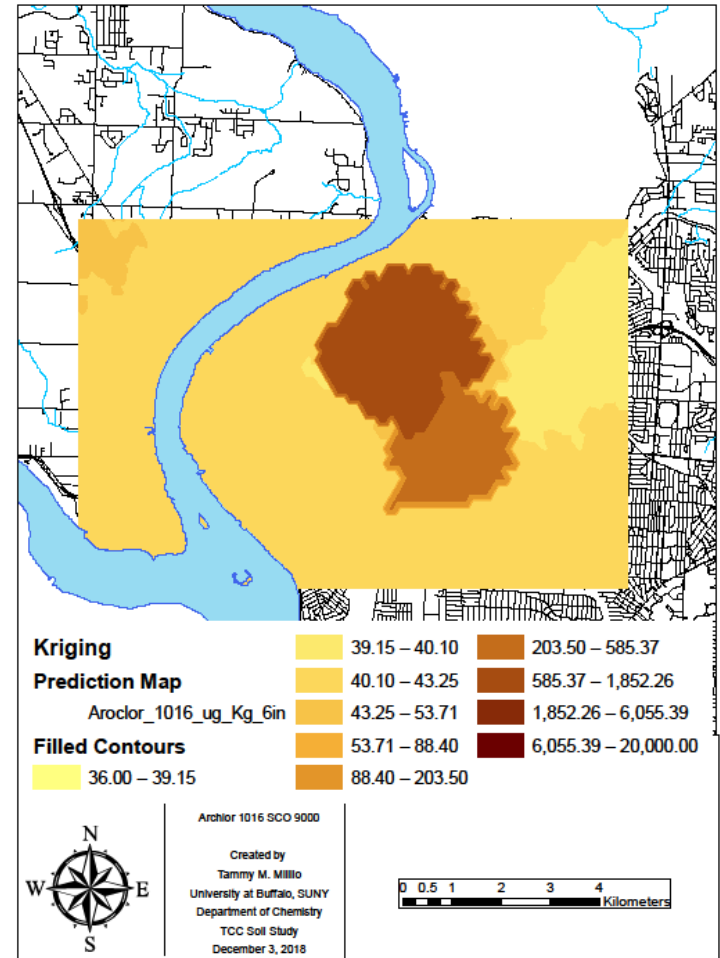 Kriging
Prediction Map
Aroclor_1016_ug_Kg_6in
Filled Contours
36.00 – 39.15
39.15 – 40.10
40.10 – 43.25
43.25 – 53.71
53.71 – 88.40
88.40 – 203.50
203.50 – 585.37
585.37 – 1,852.26
1,852.26 – 6,055.39
6,055.39 – 20,000.00
N
W E
S
Archlor 1016 SCO 9000
Created by
Tammy M. Milillo
University at Buffalo, SUNY
Department of Chemistry
TCC Soil Study
December 3, 2018
0 0.5 1 2 3 4
Kilometers